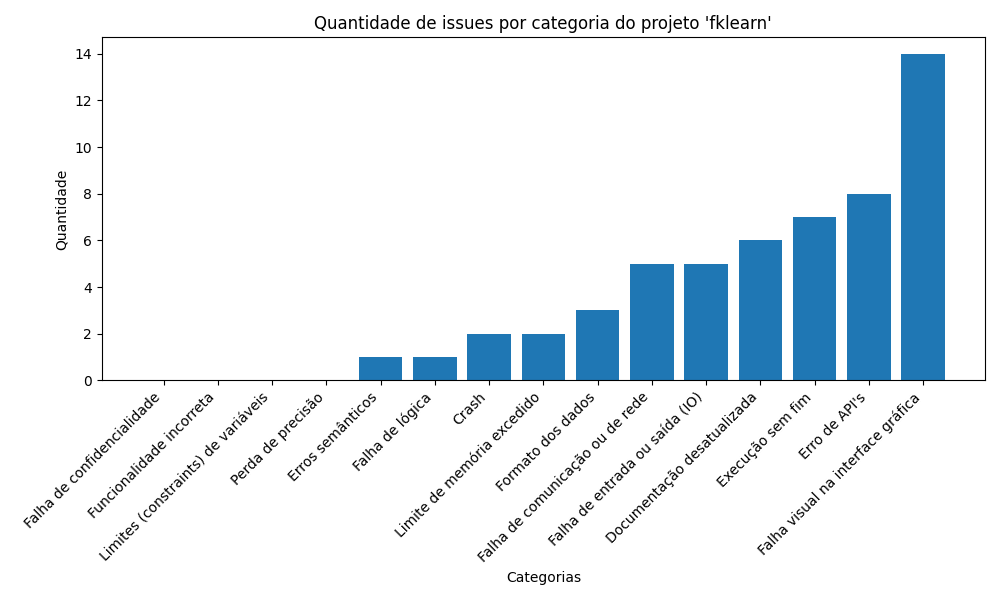 Quantidade de issues por categoria do projeto 'fklearn'
Quantidade
14
12
10
8
6
4
2
0
Falha de confidencialidade
Funcionalidade incorreta
Limites (constraints) de variáveis
Perda de precisão
Erros semânticos
Falha de lógica
Crash
Limite de memória excedido
Formato dos dados
Falha de comunicação ou de rede
Falha de entrada ou saída (IO)
Documentação desatualizada
Execução sem fim
Erro de API's
Falha visual na interface gráfica
Categorias